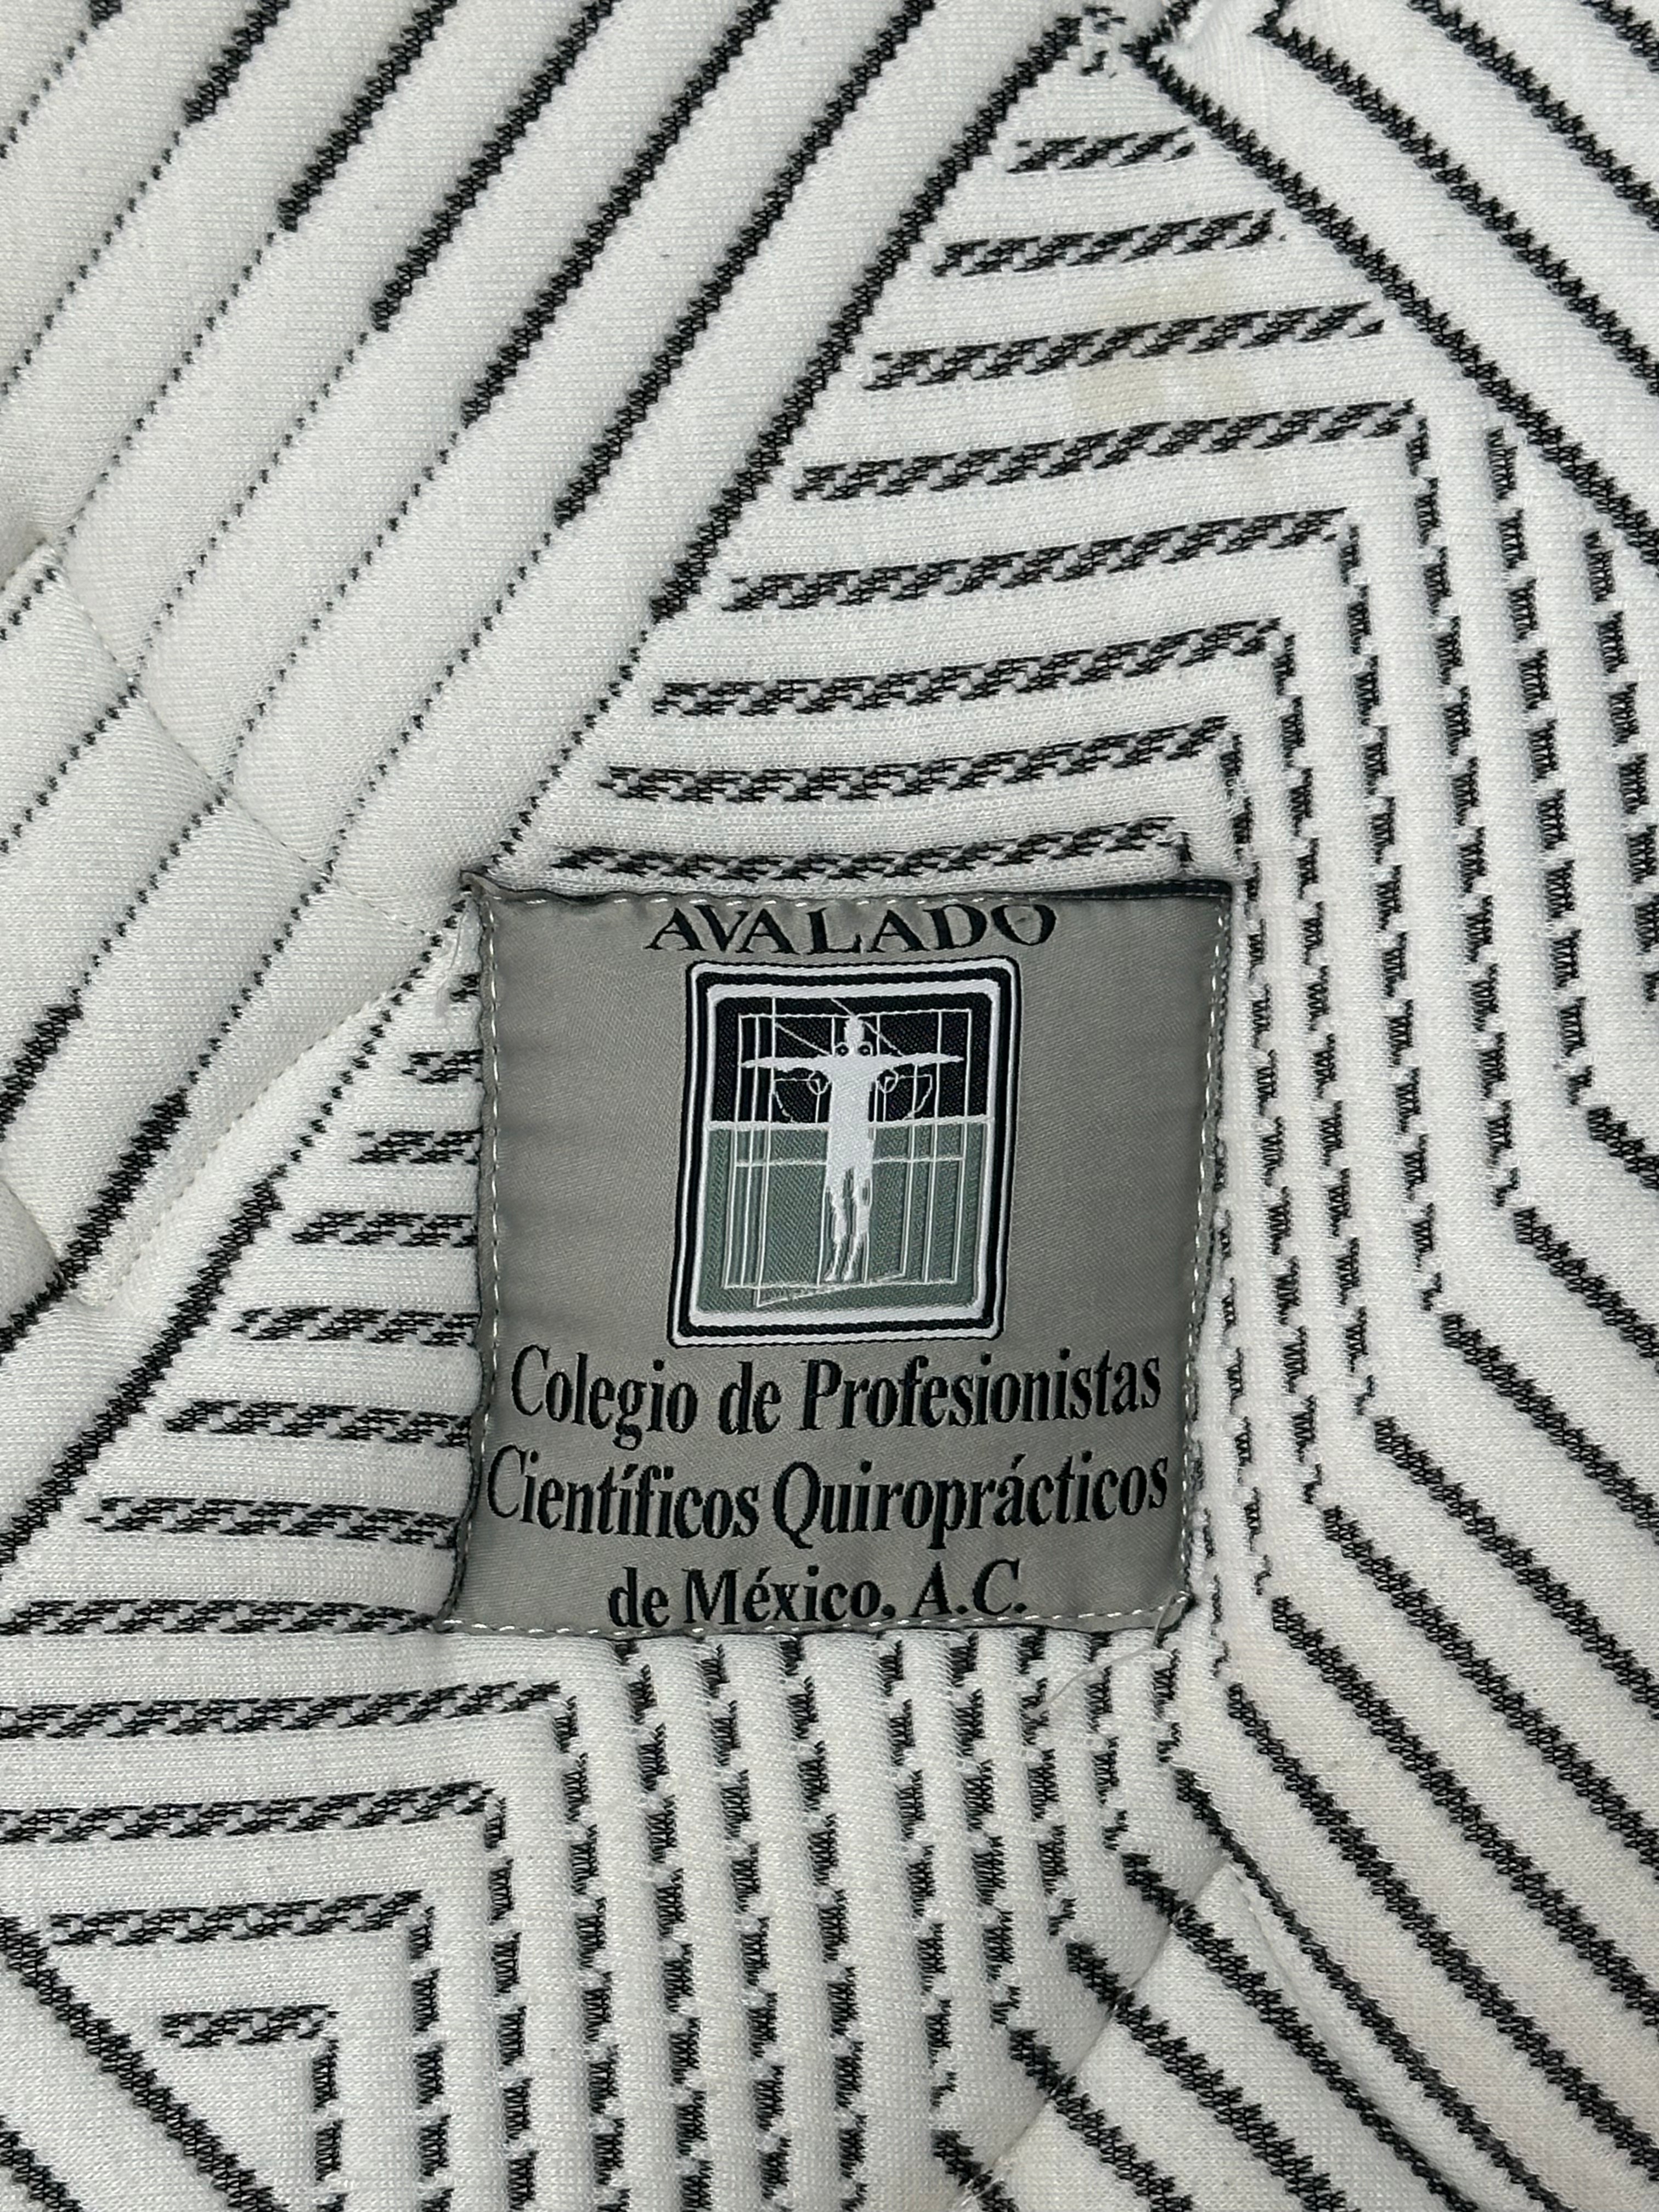 AVALADO
Colegio de Profesionistas
Científicos Quiroprácticos
de México, A.C.